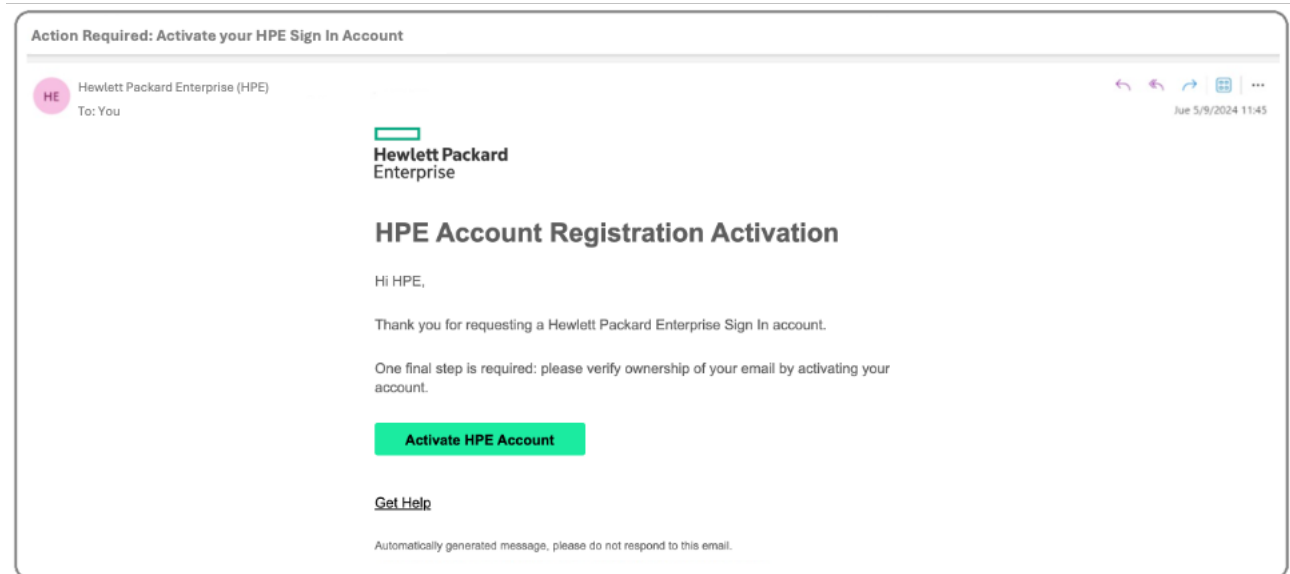 Action Required: Activate your HPE Sign In Account
HE
Hewlett Packard Enterprise (HPE)
To: You
Jue 5/9/2024 11:45
Hewlett Packard
Enterprise
HPE Account Registration Activation
Hi HPE,
Thank you for requesting a Hewlett Packard Enterprise Sign In account.
One final step is required: please verify ownership of your email by activating your
account.
Activate HPE Account
Get Help
Automatically generated message, please do not respond to this email.